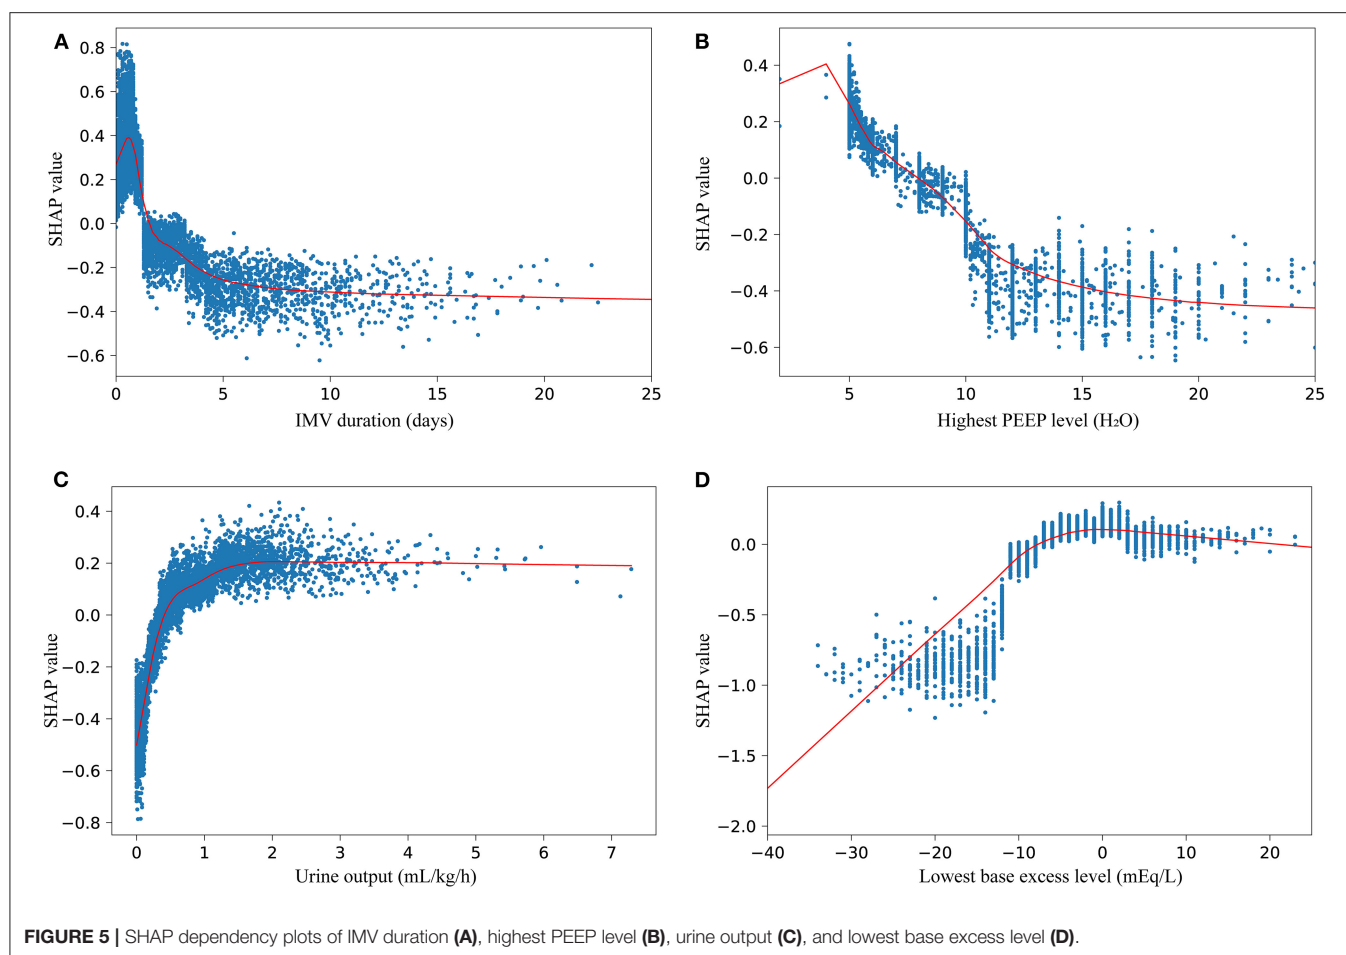 A
0.8
0.6
0.4
0.2
0.0
−0.2
−0.4
−0.6
SHAP value
0 5 10 15 20 25
IMV duration (days)
B
0.4
0.2
0.0
−0.2
−0.4
−0.6
SHAP value
5 10 15 20 25
Highest PEEP level (H₂O)
C
0.4
0.2
0.0
−0.2
−0.4
−0.6
−0.8
SHAP value
0 1 2 3 4 5 6 7
Urine output (mL/kg/h)
D
0.0
−0.5
−1.0
−1.5
−2.0
SHAP value
−40 −30 −20 −10 0 10 20
Lowest base excess level (mEq/L)
FIGURE 5 | SHAP dependency plots of IMV duration (A), highest PEEP level (B), urine output (C), and lowest base excess level (D).